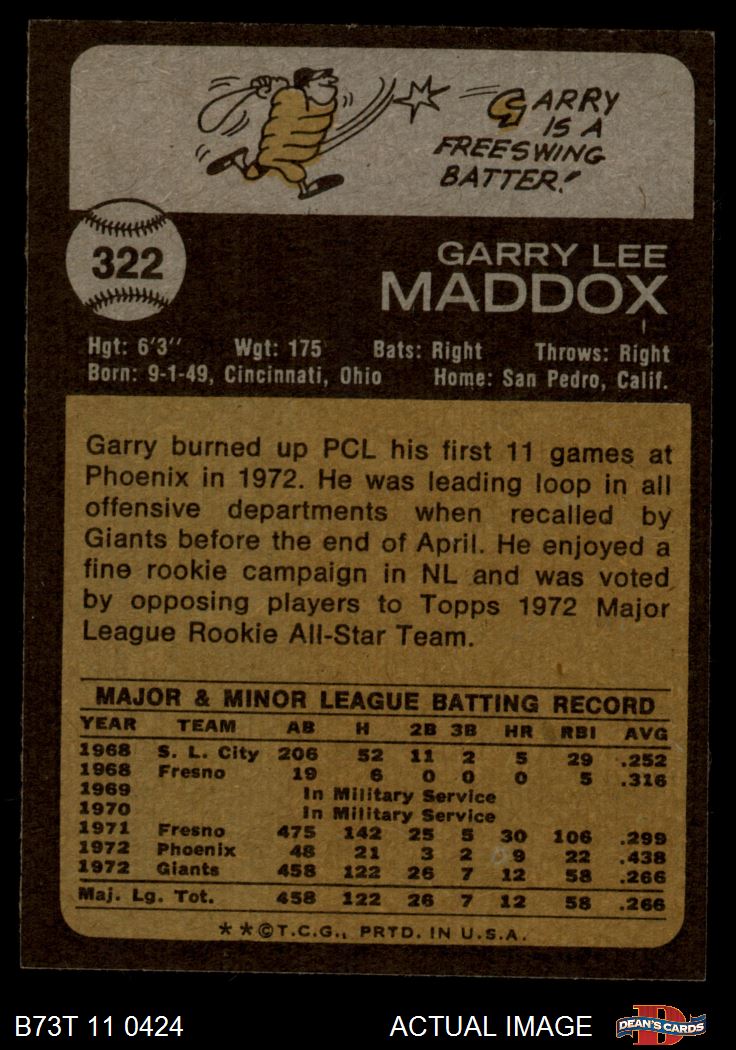 GARRY
IS A
FREESWING
BATTER!
322
GARRY LEE
MADDOX
Hgt: 6'3" Wgt: 175 Bats: Right Throws: Right
Born: 9-1-49, Cincinnati, Ohio Home: San Pedro, Calif.
Garry burned up PCL his first 11 games at
Phoenix in 1972. He was leading loop in all
offensive departments when recalled by
Giants before the end of April. He enjoyed a
fine rookie campaign in NL and was voted
by opposing players to Topps 1972 Major
League Rookie All-Star Team.
MAJOR & MINOR LEAGUE BATTING RECORD
YEAR TEAM AB H 2B 3B HR RBI AVG
1968 S. L. City 206 52 11 2 5 29 .252
1968 Fresno 19 6 0 0 0 5 .316
1969 In Military Service
1970 In Military Service
1971 Fresno 475 142 25 5 30 106 .299
1972 Phoenix 48 21 3 2 9 22 .438
1972 Giants 458 122 26 7 12 58 .266
Maj. Lg. Tot. 458 122 26 7 12 58 .266
**©T.C.G., PRTD. IN U.S.A.
B73T 11 0424 ACTUAL IMAGE D DEAN'S CARDS